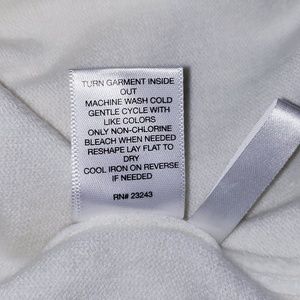 TURN GARMENT INSIDE
OUT
MACHINE WASH COLD
GENTLE CYCLE WITH
LIKE COLORS
ONLY NON-CHLORINE
BLEACH WHEN NEEDED
RESHAPE LAY FLAT TO
DRY
COOL IRON ON REVERSE
IF NEEDED
RN# 23243